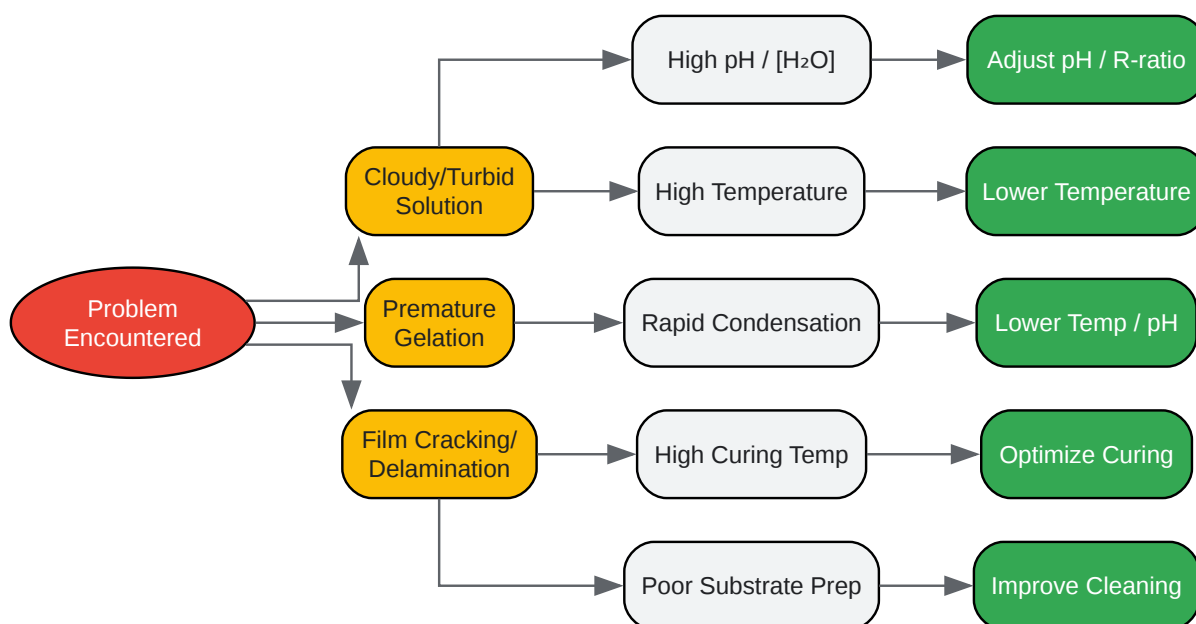 High pH / [H₂O]
Adjust pH / R-ratio
Cloudy/Turbid
Solution
High Temperature
Lower Temperature
Problem
Encountered
Premature
Gelation
Rapid Condensation
Lower Temp / pH
Film Cracking/
Delamination
High Curing Temp
Optimize Curing
Poor Substrate Prep
Improve Cleaning